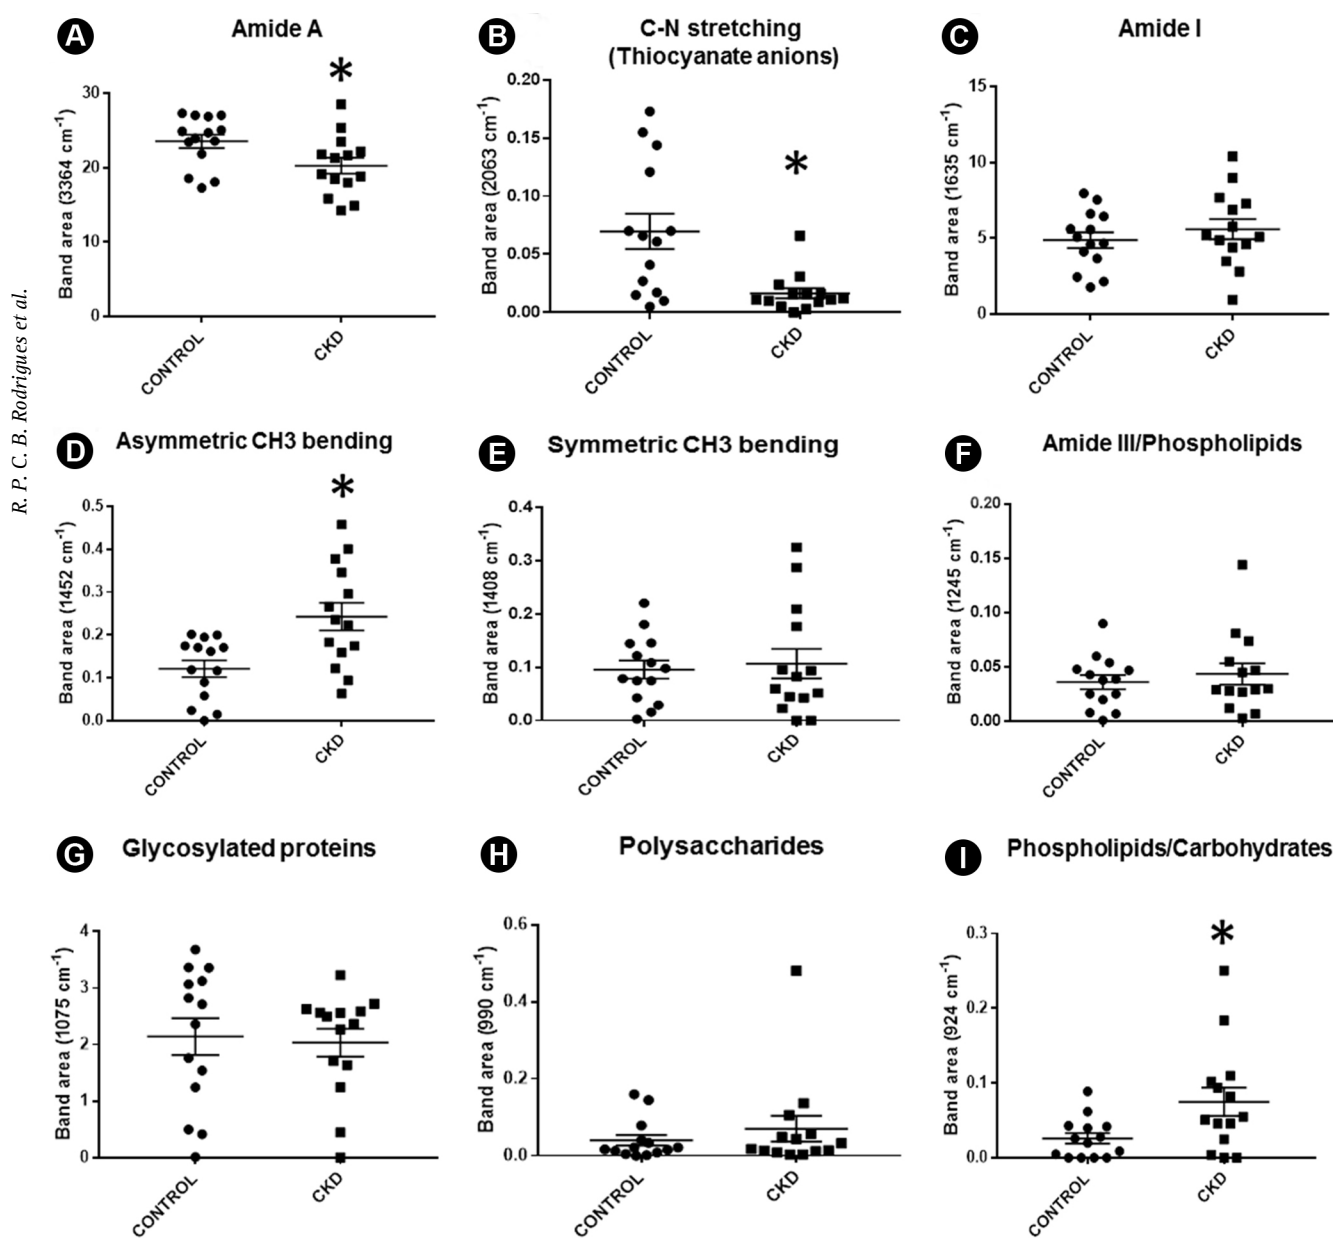 R. P. C. B. Rodrigues et al.
A
Amide A
*
Band area (3364 cm-1)
30
20
10
0
CONTROL
CKD
B
C-N stretching
(Thiocyanate anions)
*
Band area (2063 cm-1)
0.20
0.15
0.10
0.05
0.00
CONTROL
CKD
C
Amide I
Band area (1635 cm-1)
15
10
5
0
CONTROL
CKD
D
Asymmetric CH3 bending
*
Band area (1452 cm-1)
0.5
0.4
0.3
0.2
0.1
0.0
CONTROL
CKD
E
Symmetric CH3 bending
Band area (1408 cm-1)
0.4
0.3
0.2
0.1
0.0
CONTROL
CKD
F
Amide III/Phospholipids
Band area (1245 cm-1)
0.20
0.15
0.10
0.05
0.00
CONTROL
CKD
G
Glycosylated proteins
Band area (1075 cm-1)
4
3
2
1
0
CONTROL
CKD
H
Polysaccharides
Band area (990 cm-1)
0.6
0.4
0.2
0.0
CONTROL
CKD
I
Phospholipids/Carbohydrates
*
Band area (924 cm-1)
0.3
0.2
0.1
0.0
CONTROL
CKD